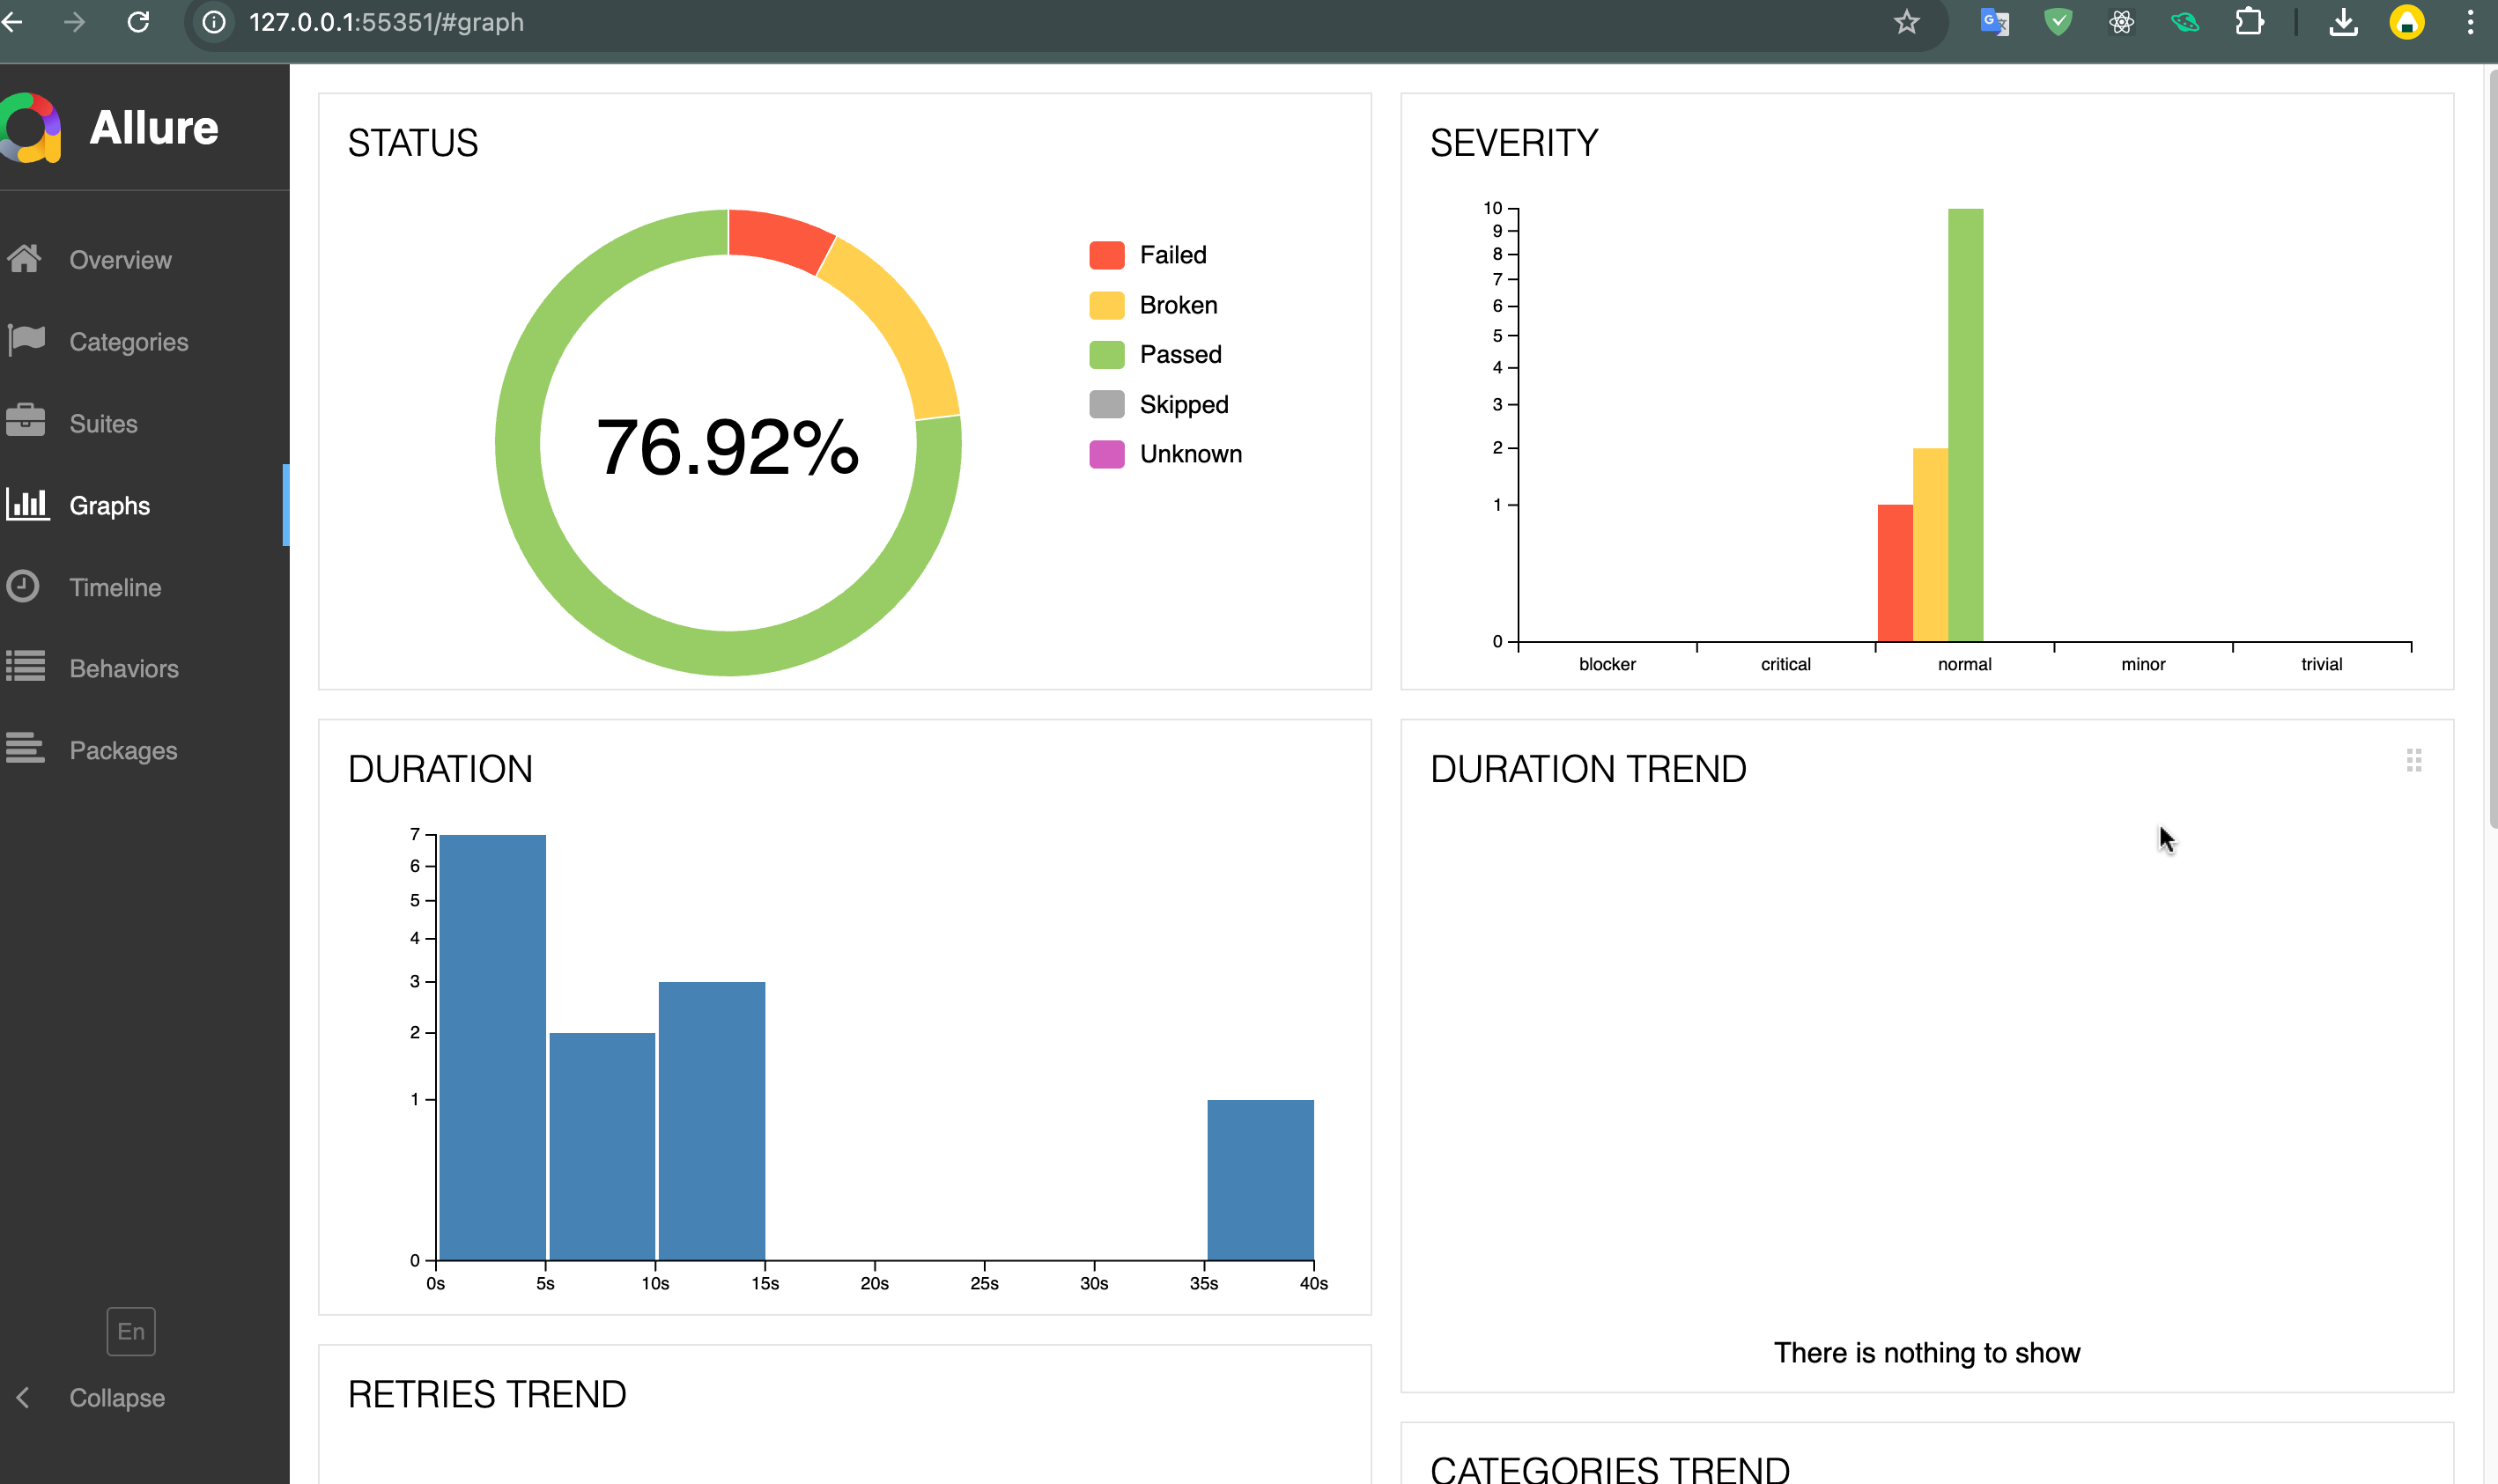 127.0.0.1:55351/#graph
Allure
Overview
Categories
Suites
Graphs
Timeline
Behaviors
Packages
En
Collapse
STATUS
76.92%
Failed
Broken
Passed
Skipped
Unknown
SEVERITY
10
9
8
7
6
5
4
3
2
1
0
blocker critical normal minor trivial
DURATION
7
6
5
4
3
2
1
0
0s 5s 10s 15s 20s 25s 30s 35s 40s
DURATION TREND
There is nothing to show
RETRIES TREND
CATEGORIES TREND